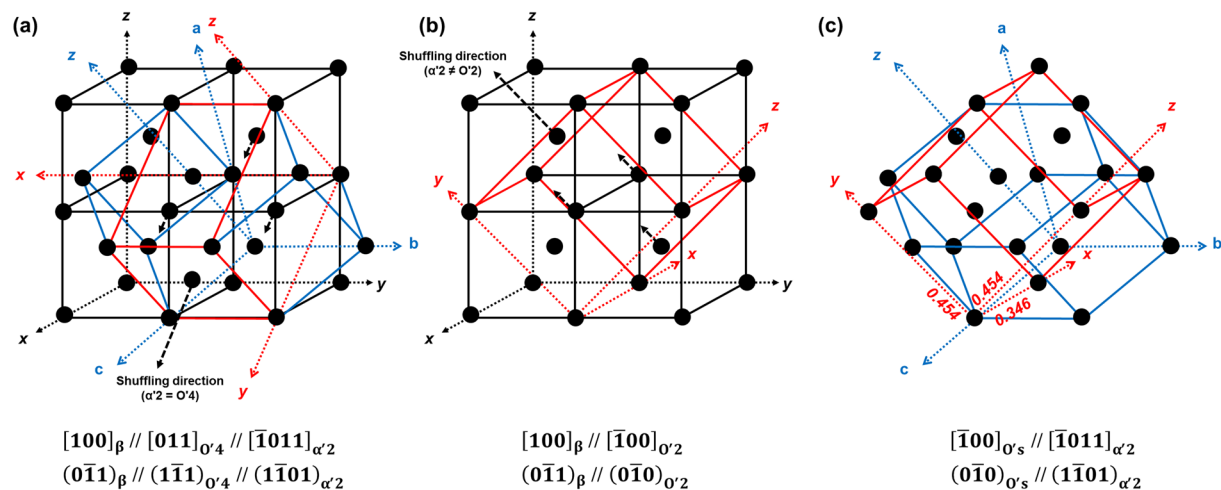 (a)
z
z
a
z
x
b
y
x
c
y
Shuffling direction
(α'2 = O'4)
[100]β // [011]O'4 // [1̅011]α'2
(01̅1)β // (11̅1)O'4 // (11̅01)α'2
(b)
z
Shuffling direction
(α'2 ≠ O'2)
z
y
x
y
x
[100]β // [1̅00]O'2
(01̅1)β // (01̅0)O'2
(c)
a
z
z
y
b
x
0.454
0.454
0.346
c
[1̅00]O's // [1̅011]α'2
(01̅0)O's // (11̅01)α'2